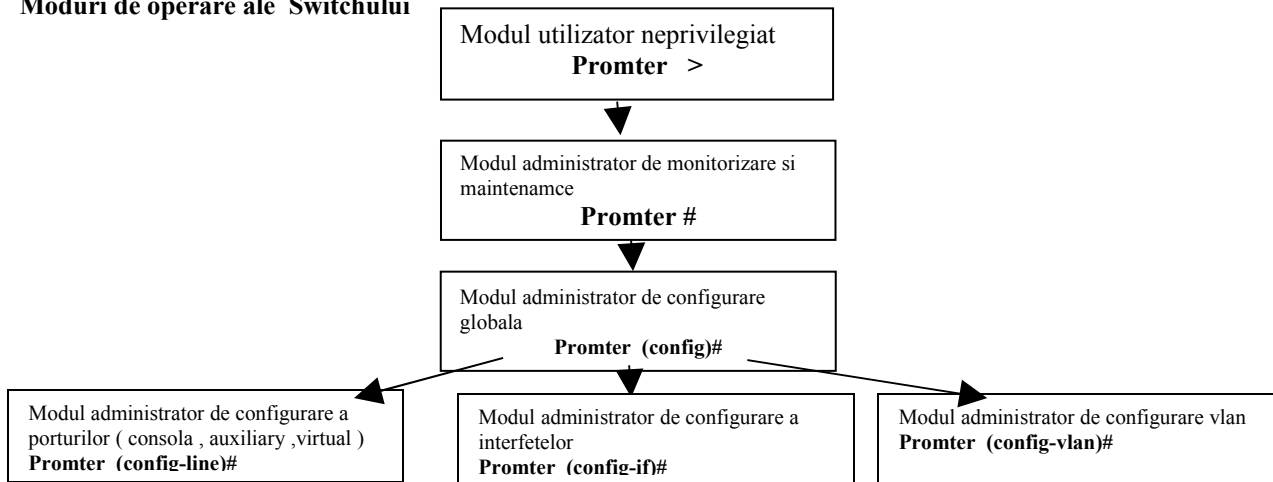 Moduri de operare ale Switchului
Modul utilizator neprivilegiat
Promter >
Modul administrator de monitorizare si
maintenamce
Promter #
Modul administrator de configurare
globala
Promter (config)#
Modul administrator de configurare a
porturilor ( consola , auxiliary ,virtual )
Promter (config-line)#
Modul administrator de configurare a
interfetelor
Promter (config-if)#
Modul administrator de configurare vlan
Promter (config-vlan)#